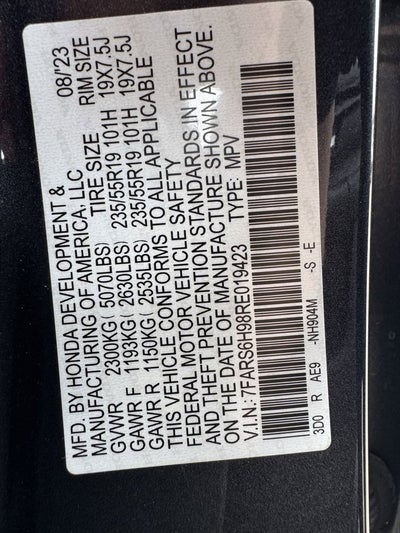 MFD. BY HONDA DEVELOPMENT & 08/'23
MANUFACTURING OF AMERICA, LLC TIRE SIZE RIM SIZE
GVWR 2300KG( 5070LBS)
GAWR F 1193KG( 2630LBS) 235/55R19 101H 19X7.5J
GAWR R 1150KG( 2535LBS) 235/55R19 101H 19X7.5J
THIS VEHICLE CONFORMS TO ALL APPLICABLE
FEDERAL MOTOR VEHICLE SAFETY
AND THEFT PREVENTION STANDARDS IN EFFECT
ON THE DATE OF MANUFACTURE SHOWN ABOVE.
V.I.N.: 7FARS6H98RE019423 TYPE: MPV
3D0 R AE9 -NH904M -S -E